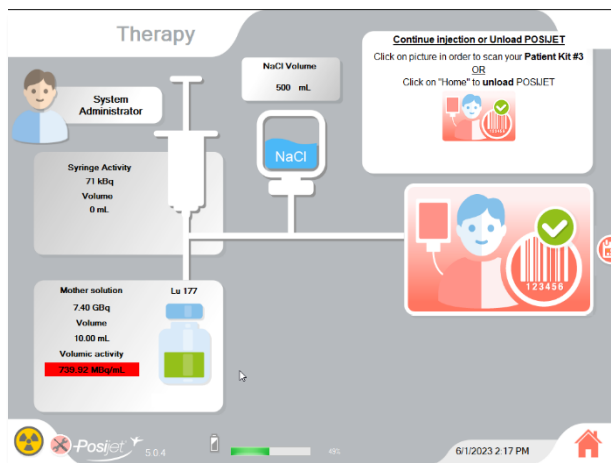 Therapy
Continue injection or Unload POSIJET
Click on picture in order to scan your Patient Kit #3
OR
Click on "Home" to unload POSIJET
NaCl Volume
500 mL
System
Administrator
NaCl
Syringe Activity
71 kBq
Volume
0 mL
123456
Mother solution
Lu 177
7.40 GBq
Volume
10.00 mL
Volumic activity
739.92 MBq/mL
Posijet
5.0.4
6/1/2023 2:17 PM